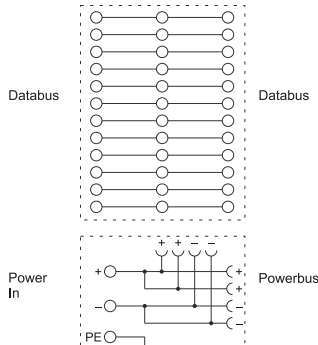 Databus Databus
+ + − −
Power In + + Powerbus
+
− −
−
PE